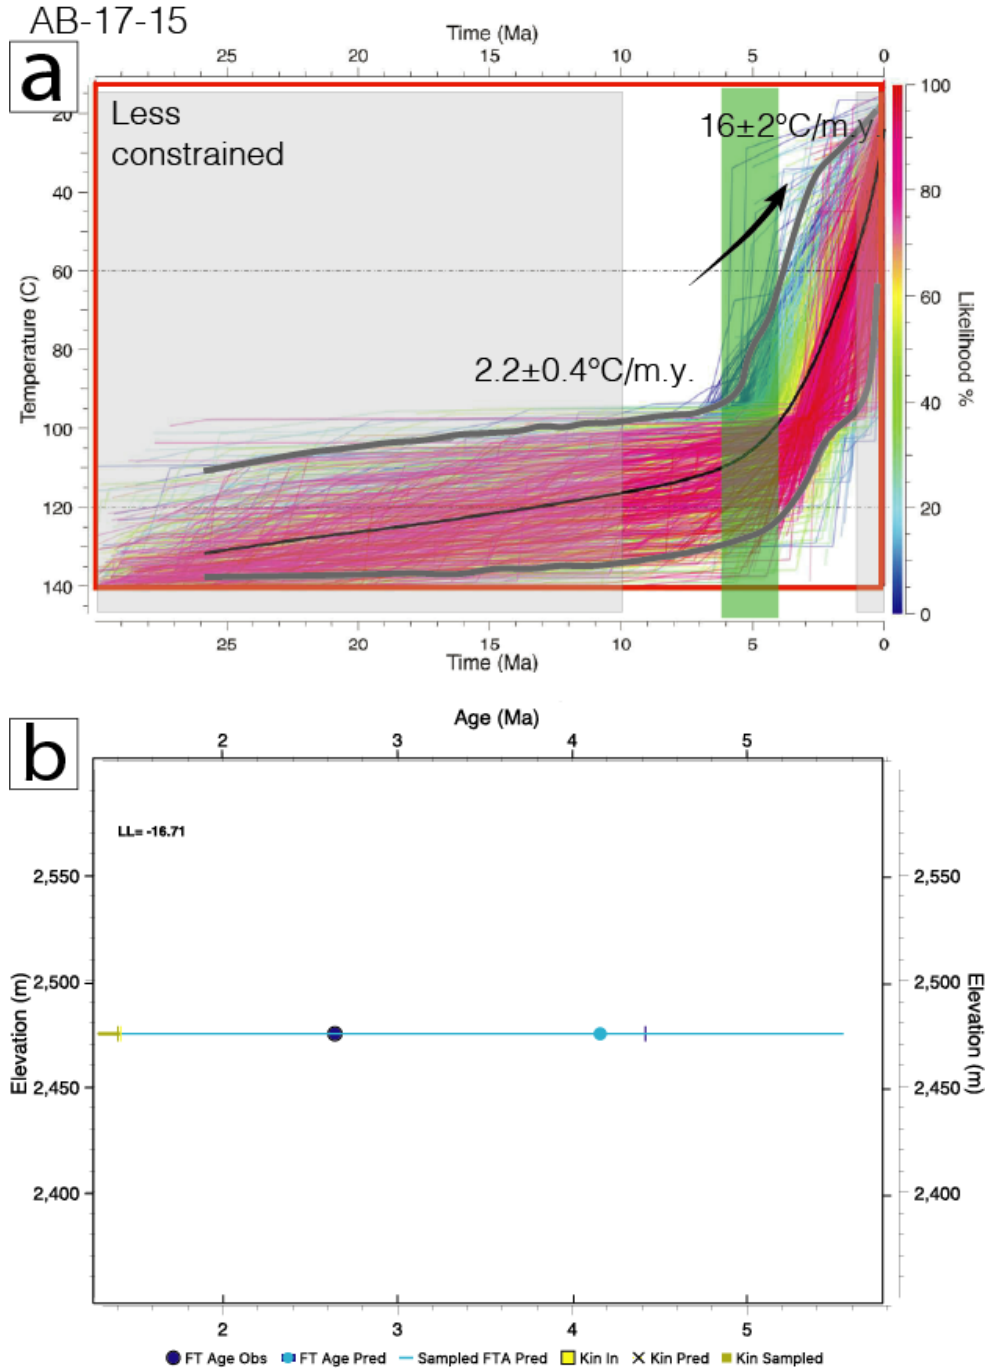 AB-17-15
a
Time (Ma)
25 20 15 10 5 0
Less
constrained
16±2°C/m.y.
2.2±0.4°C/m.y.
Temperature (C)
20
40
60
80
100
120
140
100
80
60
40
20
0
Likelihood %
25 20 15 10 5 0
Time (Ma)
b
Age (Ma)
2 3 4 5
LL= -16.71
Elevation (m)
2,550
2,500
2,450
2,400
2,550
2,500
2,450
2,400
Elevation (m)
2 3 4 5
FT Age Obs FT Age Pred Sampled FTA Pred Kin In Kin Pred Kin Sampled